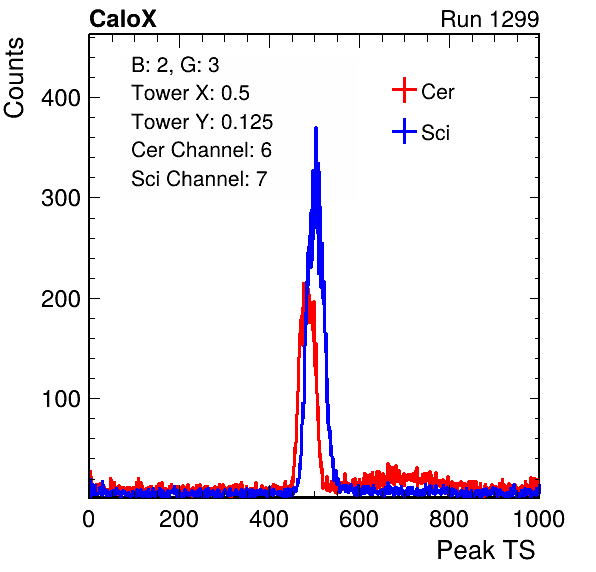 CaloX Run 1299
Counts
B: 2, G: 3
Tower X: 0.5
Tower Y: 0.125
Cer Channel: 6
Sci Channel: 7
Cer
Sci
400
300
200
100
0 200 400 600 800 1000
Peak TS